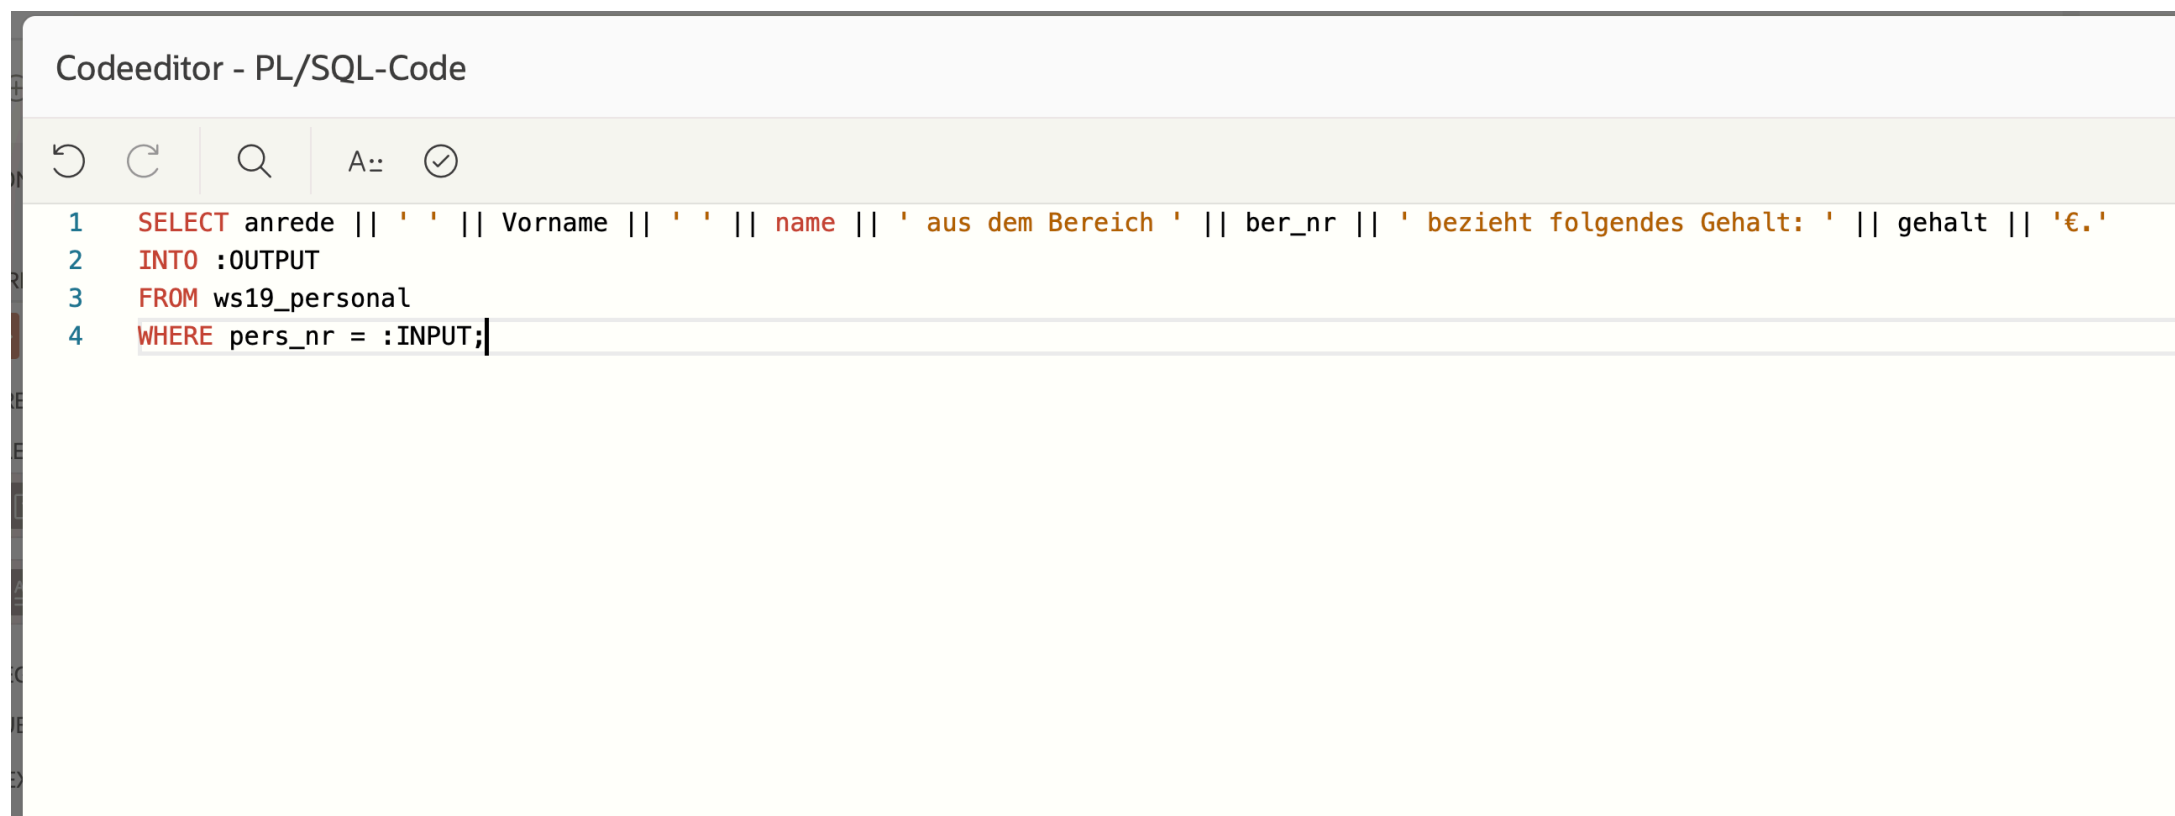 Codeeditor - PL/SQL-Code
A
1 SELECT anrede || ' ' || Vorname || ' ' || name || ' aus dem Bereich ' || ber_nr || ' bezieht folgendes Gehalt: ' || gehalt || '€.'
2 INTO :OUTPUT
3 FROM ws19_personal
4 WHERE pers_nr = :INPUT;